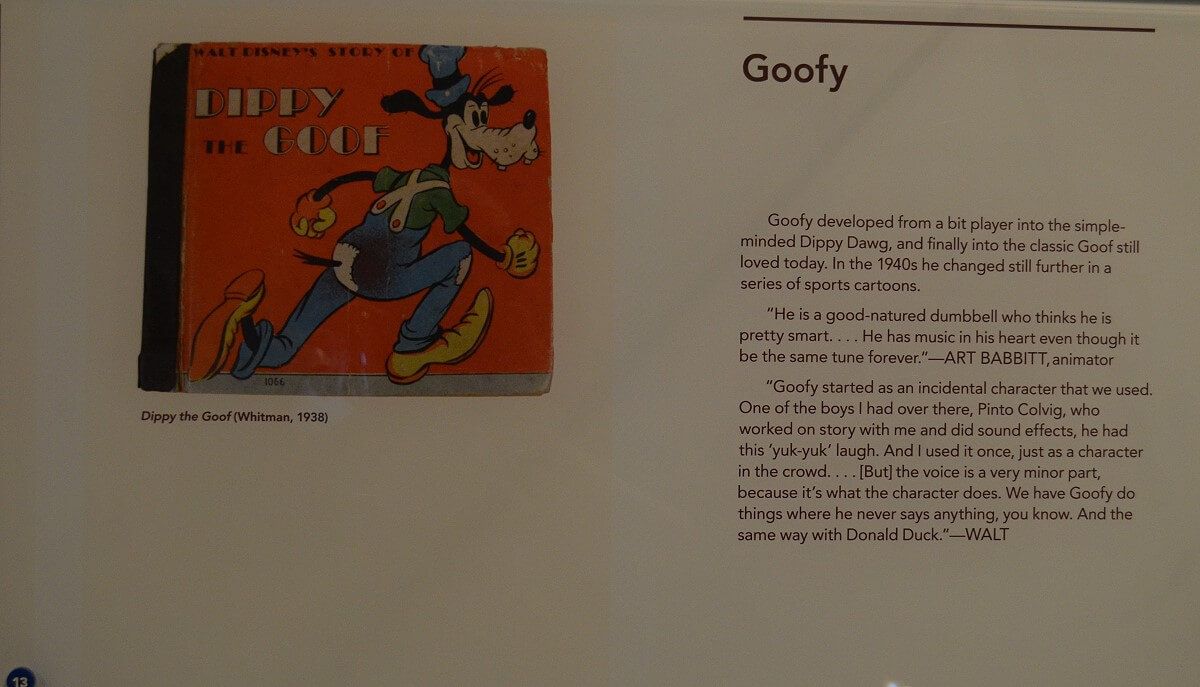 WALT DISNEY'S STORY OF
DIPPY
THE GOOF
1066
Dippy the Goof (Whitman, 1938)
Goofy
Goofy developed from a bit player into the simple-
minded Dippy Dawg, and finally into the classic Goof still
loved today. In the 1940s he changed still further in a
series of sports cartoons.
"He is a good-natured dumbbell who thinks he is
pretty smart. . . . He has music in his heart even though it
be the same tune forever."—ART BABBITT, animator
"Goofy started as an incidental character that we used.
One of the boys I had over there, Pinto Colvig, who
worked on story with me and did sound effects, he had
this 'yuk-yuk' laugh. And I used it once, just as a character
in the crowd. . . . [But] the voice is a very minor part,
because it's what the character does. We have Goofy do
things where he never says anything, you know. And the
same way with Donald Duck."—WALT
13